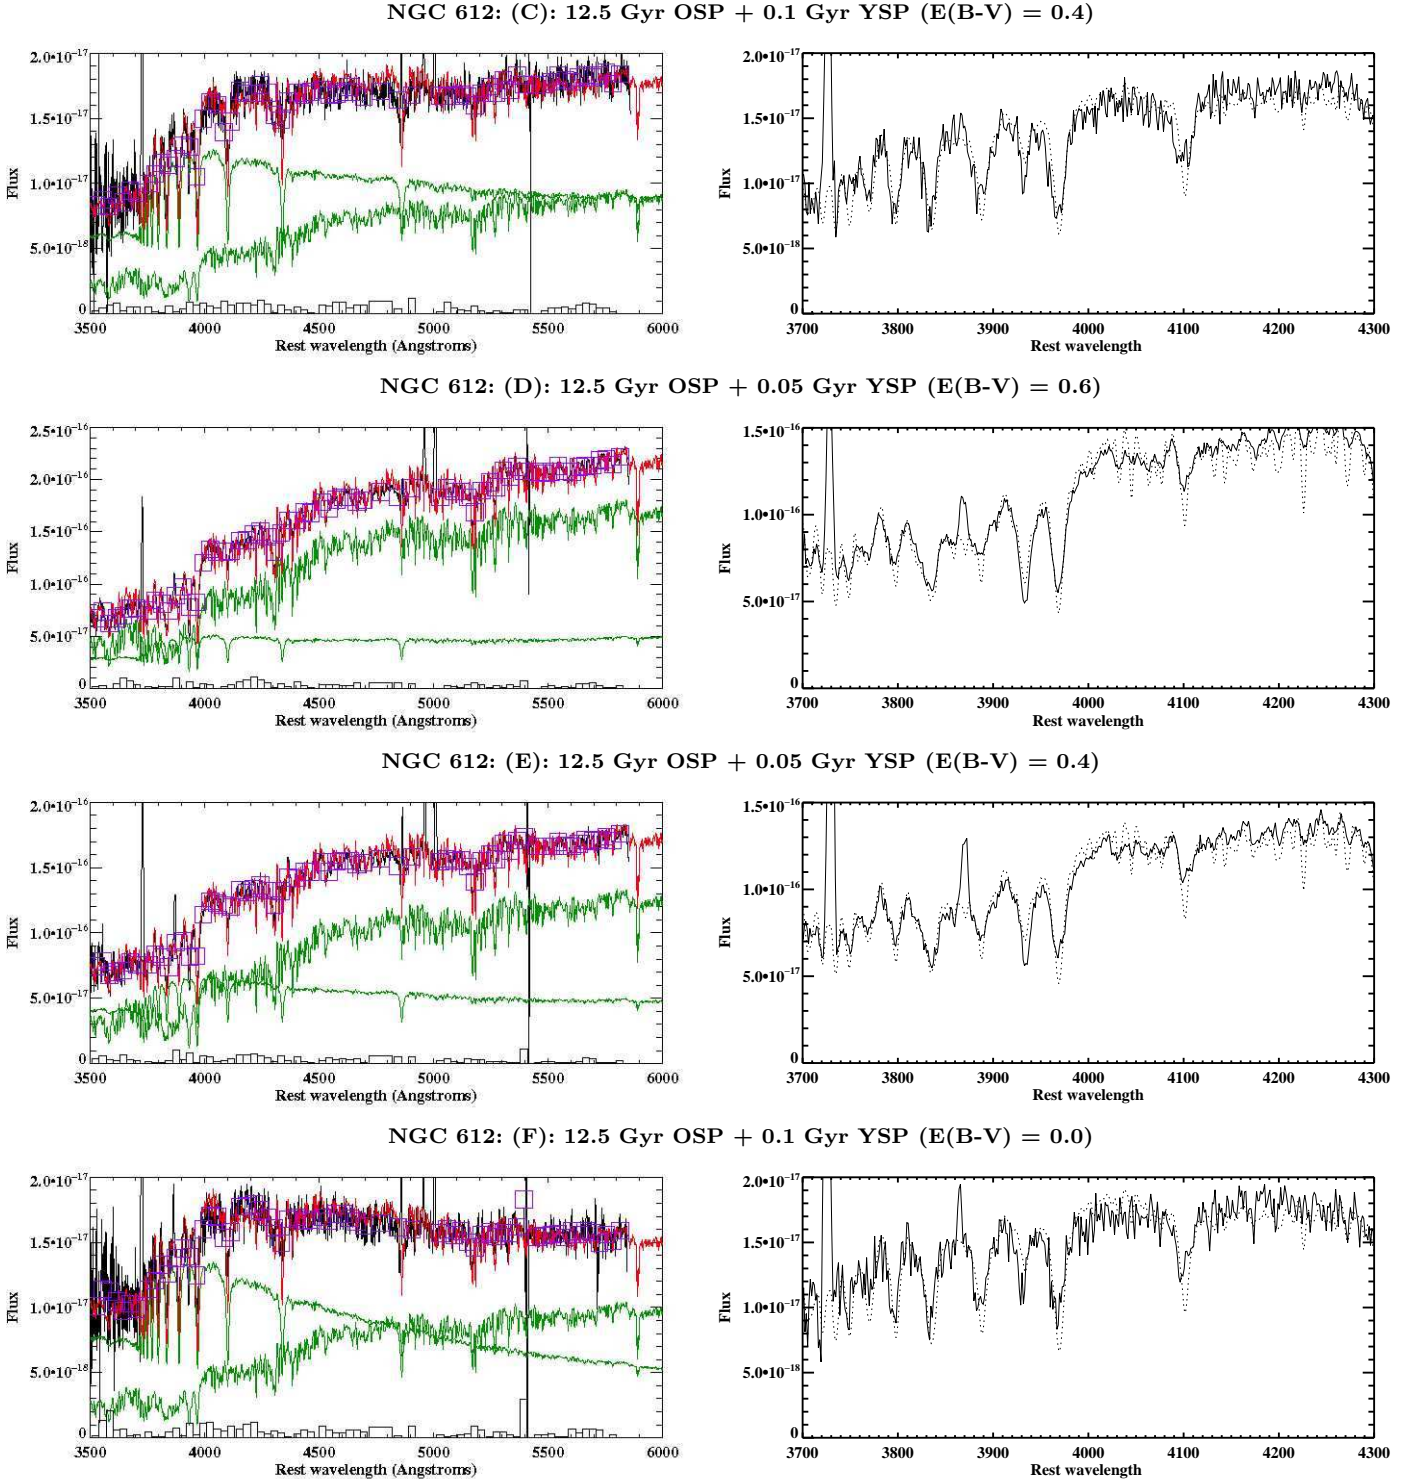 NGC 612: (C): 12.5 Gyr OSP + 0.1 Gyr YSP (E(B-V) = 0.4)
2.0•10⁻¹⁷
1.5•10⁻¹⁷
1.0•10⁻¹⁷
5.0•10⁻¹⁸
0
Flux
3500 4000 4500 5000 5500 6000
Rest wavelength (Angstroms)
2.0•10⁻¹⁷
1.5•10⁻¹⁷
1.0•10⁻¹⁷
5.0•10⁻¹⁸
0
Flux
3700 3800 3900 4000 4100 4200 4300
Rest wavelength
NGC 612: (D): 12.5 Gyr OSP + 0.05 Gyr YSP (E(B-V) = 0.6)
2.5•10⁻¹⁶
2.0•10⁻¹⁶
1.5•10⁻¹⁶
1.0•10⁻¹⁶
5.0•10⁻¹⁷
0
Flux
3500 4000 4500 5000 5500 6000
Rest wavelength (Angstroms)
1.5•10⁻¹⁶
1.0•10⁻¹⁶
5.0•10⁻¹⁷
0
Flux
3700 3800 3900 4000 4100 4200 4300
Rest wavelength
NGC 612: (E): 12.5 Gyr OSP + 0.05 Gyr YSP (E(B-V) = 0.4)
2.0•10⁻¹⁶
1.5•10⁻¹⁶
1.0•10⁻¹⁶
5.0•10⁻¹⁷
0
Flux
3500 4000 4500 5000 5500 6000
Rest wavelength (Angstroms)
1.5•10⁻¹⁶
1.0•10⁻¹⁶
5.0•10⁻¹⁷
0
Flux
3700 3800 3900 4000 4100 4200 4300
Rest wavelength
NGC 612: (F): 12.5 Gyr OSP + 0.1 Gyr YSP (E(B-V) = 0.0)
2.0•10⁻¹⁷
1.5•10⁻¹⁷
1.0•10⁻¹⁷
5.0•10⁻¹⁸
0
Flux
3500 4000 4500 5000 5500 6000
Rest wavelength (Angstroms)
2.0•10⁻¹⁷
1.5•10⁻¹⁷
1.0•10⁻¹⁷
5.0•10⁻¹⁸
0
Flux
3700 3800 3900 4000 4100 4200 4300
Rest wavelength